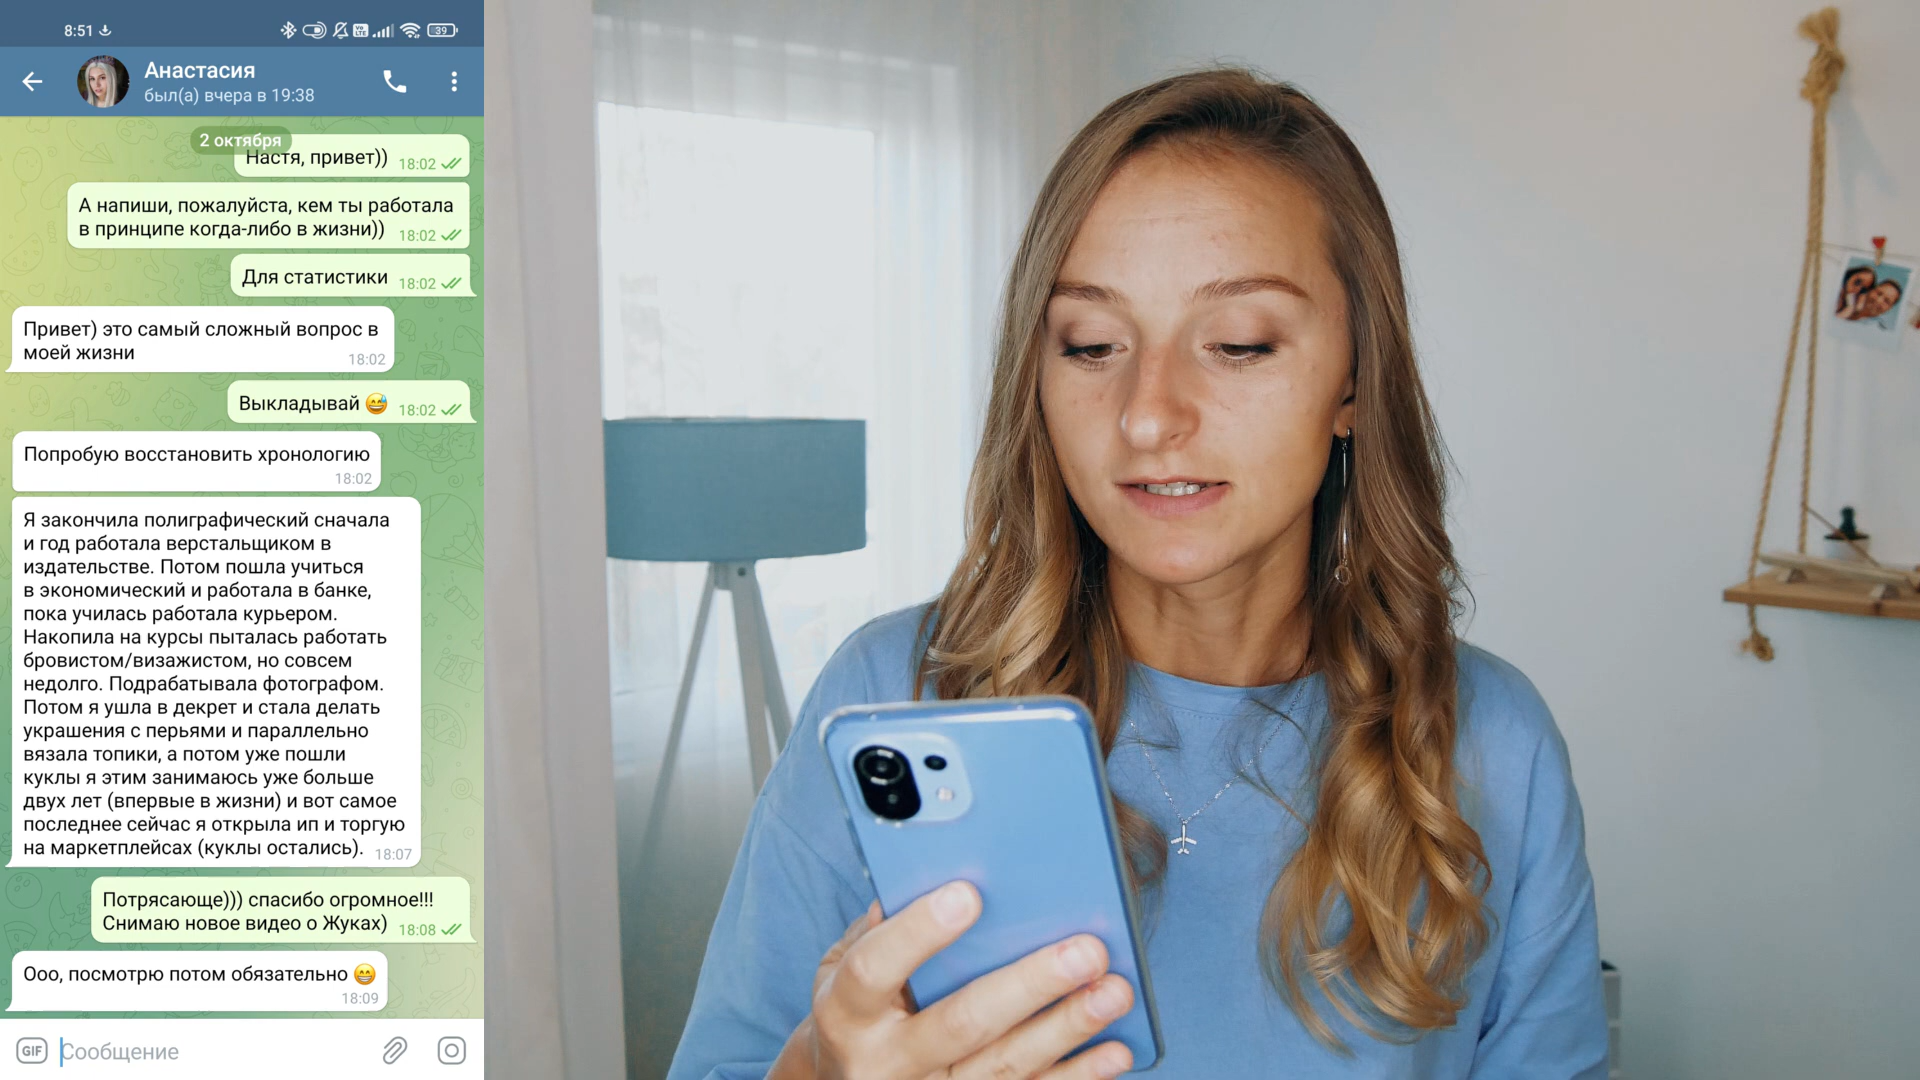 8:51
39
Анастасия
был(а) вчера в 19:38
2 октября
Настя, привет)) 18:02
А напиши, пожалуйста, кем ты работала
в принципе когда-либо в жизни)) 18:02
Для статистики 18:02
Привет) это самый сложный вопрос в
моей жизни 18:02
Выкладывай 😅 18:02
Попробую восстановить хронологию
18:02
Я закончила полиграфический сначала
и год работала верстальщиком в
издательстве. Потом пошла учиться
в экономический и работала в банке,
пока училась работала курьером.
Накопила на курсы пыталась работать
бровистом/визажистом, но совсем
недолго. Подрабатывала фотографом.
Потом я ушла в декрет и стала делать
украшения с перьями и параллельно
вязала топики, а потом уже пошли
куклы я этим занимаюсь уже больше
двух лет (впервые в жизни) и вот самое
последнее сейчас я открыла ип и торгую
на маркетплейсах (куклы остались). 18:07
Потрясающе))) спасибо огромное!!!
Снимаю новое видео о Жуках) 18:08
Ооо, посмотрю потом обязательно 😁
18:09
GIF Сообщение